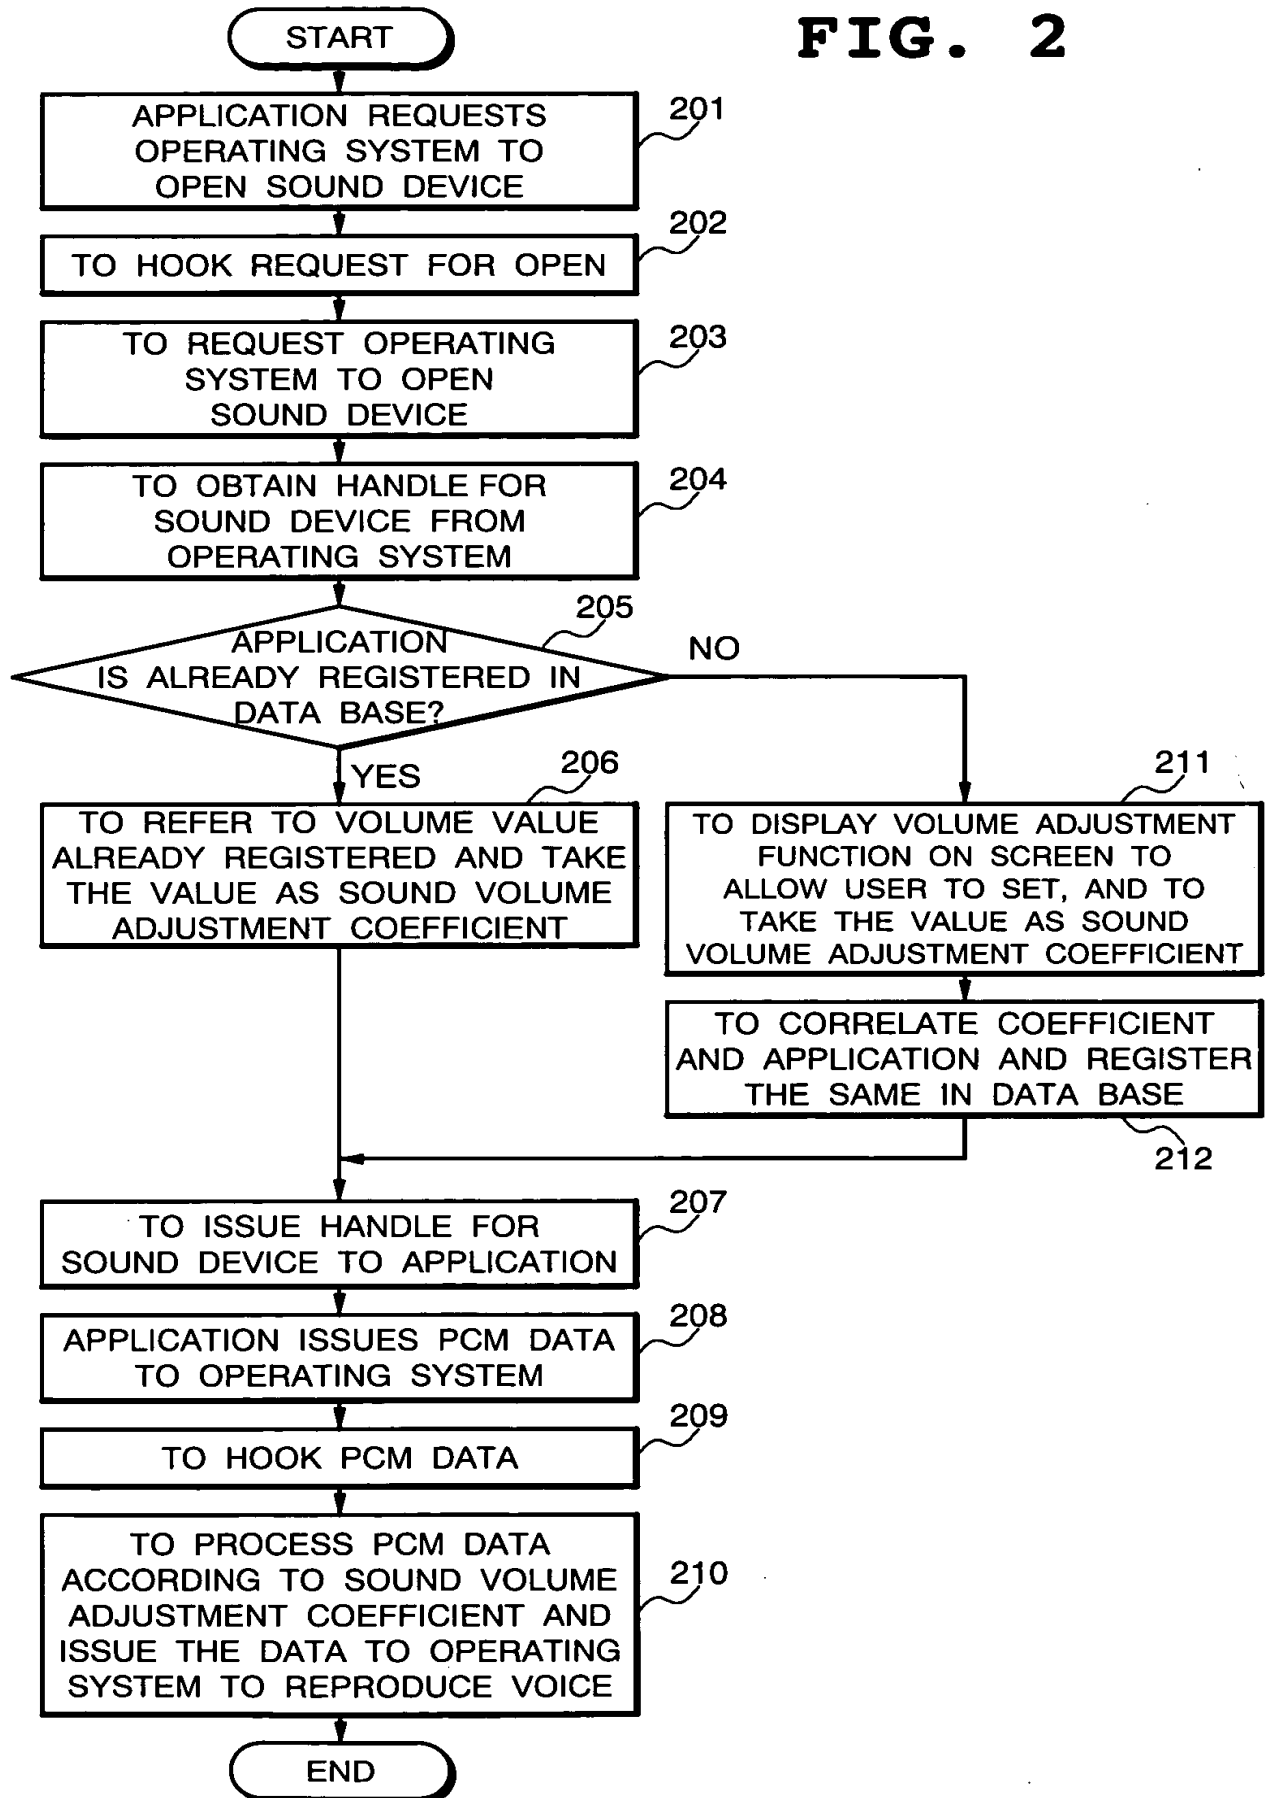 FIG. 2
START
APPLICATION REQUESTS
OPERATING SYSTEM TO
OPEN SOUND DEVICE
201
TO HOOK REQUEST FOR OPEN
202
TO REQUEST OPERATING
SYSTEM TO OPEN
SOUND DEVICE
203
TO OBTAIN HANDLE FOR
SOUND DEVICE FROM
OPERATING SYSTEM
204
APPLICATION
IS ALREADY REGISTERED IN
DATA BASE?
205
NO
YES
206
TO REFER TO VOLUME VALUE
ALREADY REGISTERED AND TAKE
THE VALUE AS SOUND VOLUME
ADJUSTMENT COEFFICIENT
211
TO DISPLAY VOLUME ADJUSTMENT
FUNCTION ON SCREEN TO
ALLOW USER TO SET, AND TO
TAKE THE VALUE AS SOUND
VOLUME ADJUSTMENT COEFFICIENT
TO CORRELATE COEFFICIENT
AND APPLICATION AND REGISTER
THE SAME IN DATA BASE
212
TO ISSUE HANDLE FOR
SOUND DEVICE TO APPLICATION
207
APPLICATION ISSUES PCM DATA
TO OPERATING SYSTEM
208
TO HOOK PCM DATA
209
TO PROCESS PCM DATA
ACCORDING TO SOUND VOLUME
ADJUSTMENT COEFFICIENT AND
ISSUE THE DATA TO OPERATING
SYSTEM TO REPRODUCE VOICE
210
END